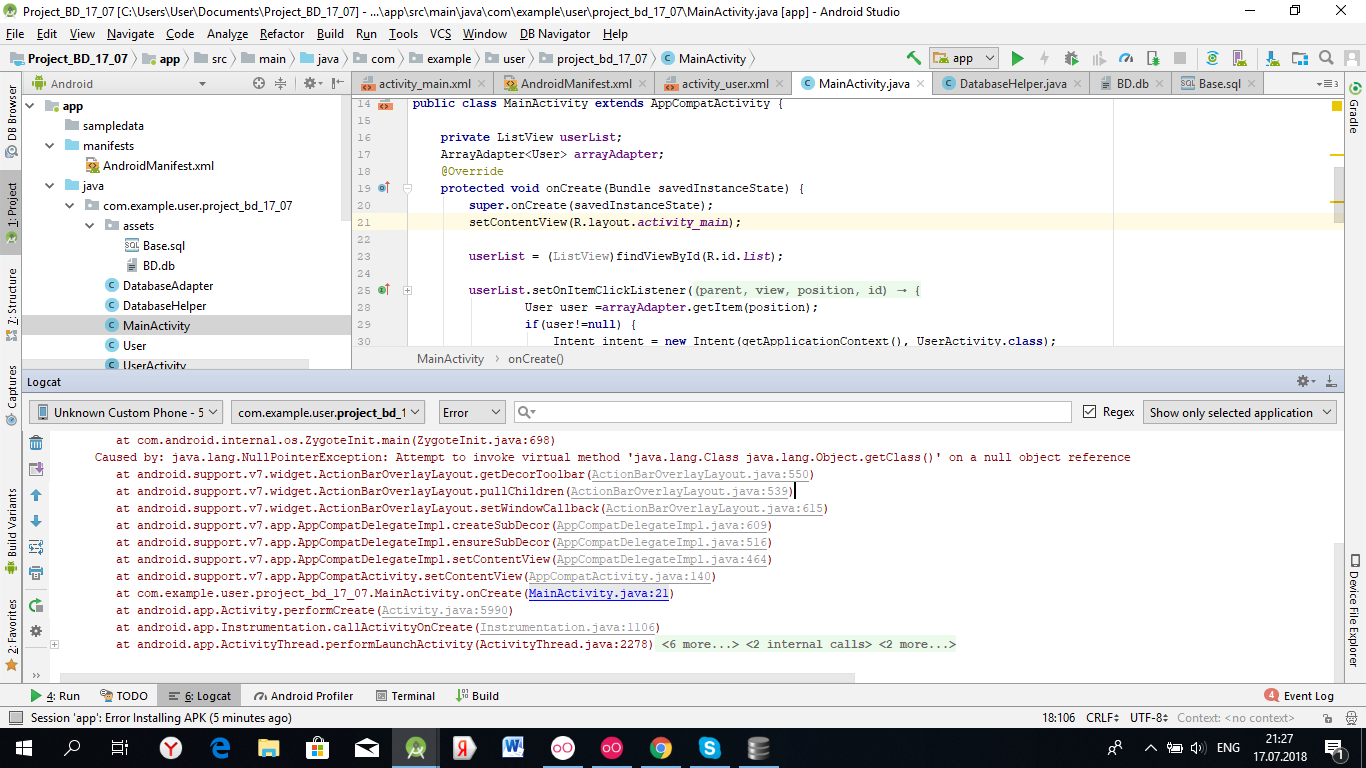 Project_BD_17_07 [C:\Users\User\Documents\Project_BD_17_07] - ...\app\src\main\java\com\example\user\project_bd_17_07\MainActivity.java [app] - Android Studio
File Edit View Navigate Code Analyze Refactor Build Run Tools VCS Window DB Navigator Help
Project_BD_17_07 app src main java com example user project_bd_17_07 MainActivity app
Android activity_main.xml AndroidManifest.xml activity_user.xml MainActivity.java DatabaseHelper.java BD.db Base.sql
DB Browser
1: Project
7: Structure
Captures
Build Variants
2: Favorites
app
sampledata
manifests
AndroidManifest.xml
java
com.example.user.project_bd_17_07
assets
Base.sql
BD.db
DatabaseAdapter
DatabaseHelper
MainActivity
User
UserActivity
14 public class MainActivity extends AppCompatActivity {
15
16 private ListView userList;
17 ArrayAdapter<User> arrayAdapter;
18 @Override
19 protected void onCreate(Bundle savedInstanceState) {
20 super.onCreate(savedInstanceState);
21 setContentView(R.layout.activity_main);
22
23 userList = (ListView)findViewById(R.id.list);
24
25 userList.setOnItemClickListener((parent, view, position, id) → {
28 User user =arrayAdapter.getItem(position);
29 if(user!=null) {
30 Intent intent = new Intent(getApplicationContext(), UserActivity.class);
MainActivity › onCreate()
Gradle
Device File Explorer
Logcat
Unknown Custom Phone - 5 com.example.user.project_bd_1 Error Regex Show only selected application
at com.android.internal.os.ZygoteInit.main(ZygoteInit.java:698)
Caused by: java.lang.NullPointerException: Attempt to invoke virtual method 'java.lang.Class java.lang.Object.getClass()' on a null object reference
at android.support.v7.widget.ActionBarOverlayLayout.getDecorToolbar(ActionBarOverlayLayout.java:550)
at android.support.v7.widget.ActionBarOverlayLayout.pullChildren(ActionBarOverlayLayout.java:539)
at android.support.v7.widget.ActionBarOverlayLayout.setWindowCallback(ActionBarOverlayLayout.java:615)
at android.support.v7.app.AppCompatDelegateImpl.createSubDecor(AppCompatDelegateImpl.java:609)
at android.support.v7.app.AppCompatDelegateImpl.ensureSubDecor(AppCompatDelegateImpl.java:516)
at android.support.v7.app.AppCompatDelegateImpl.setContentView(AppCompatDelegateImpl.java:464)
at android.support.v7.app.AppCompatActivity.setContentView(AppCompatActivity.java:140)
at com.example.user.project_bd_17_07.MainActivity.onCreate(MainActivity.java:21)
at android.app.Activity.performCreate(Activity.java:5990)
at android.app.Instrumentation.callActivityOnCreate(Instrumentation.java:1106)
at android.app.ActivityThread.performLaunchActivity(ActivityThread.java:2278) <6 more...> <2 internal calls> <2 more...>
4: Run TODO 6: Logcat Android Profiler Terminal Build 4 Event Log
Session 'app': Error Installing APK (5 minutes ago) 18:106 CRLF UTF-8 Context: <no context>
ENG 21:27
17.07.2018 1